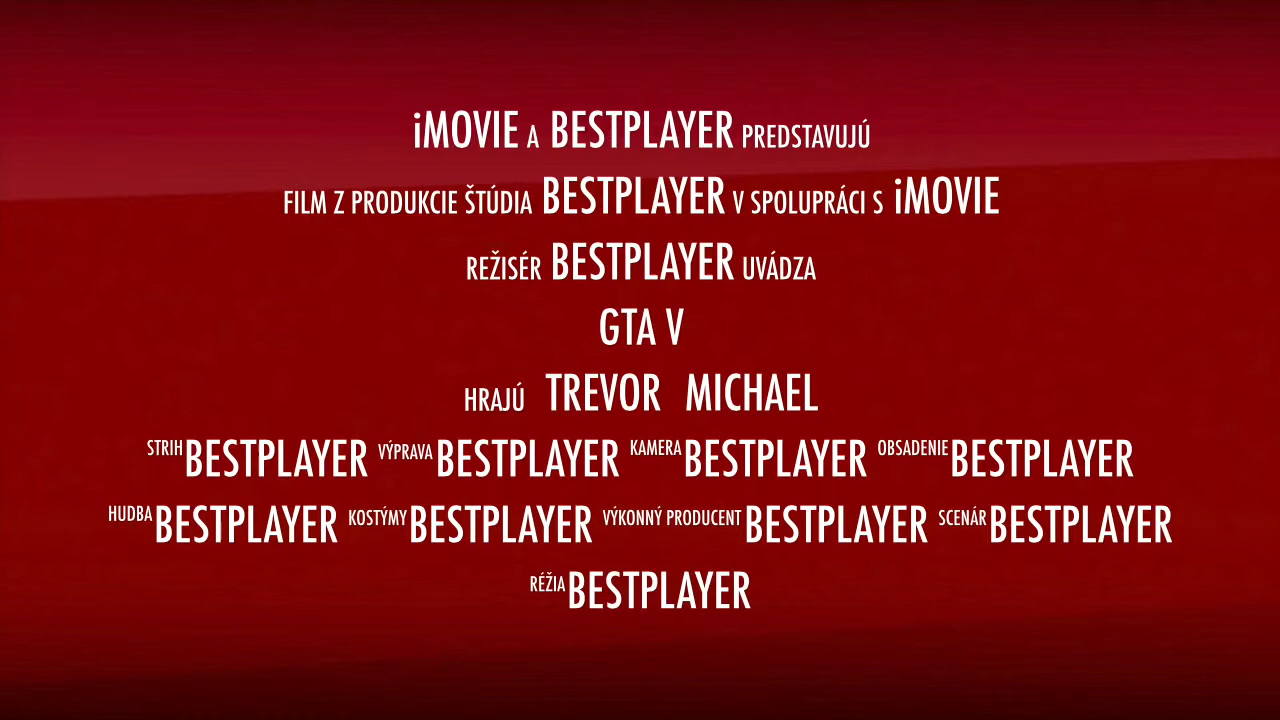 iMOVIE A BESTPLAYER PREDSTAVUJÚ
FILM Z PRODUKCIE ŠTÚDIA BESTPLAYER V SPOLUPRÁCI S iMOVIE
REŽISÉR BESTPLAYER UVÁDZA
GTA V
HRAJÚ TREVOR MICHAEL
STRIH BESTPLAYER VÝPRAVA BESTPLAYER KAMERA BESTPLAYER OBSADENIE BESTPLAYER
HUDBA BESTPLAYER KOSTÝMY BESTPLAYER VÝKONNÝ PRODUCENT BESTPLAYER SCENÁR BESTPLAYER
RÉŽIA BESTPLAYER